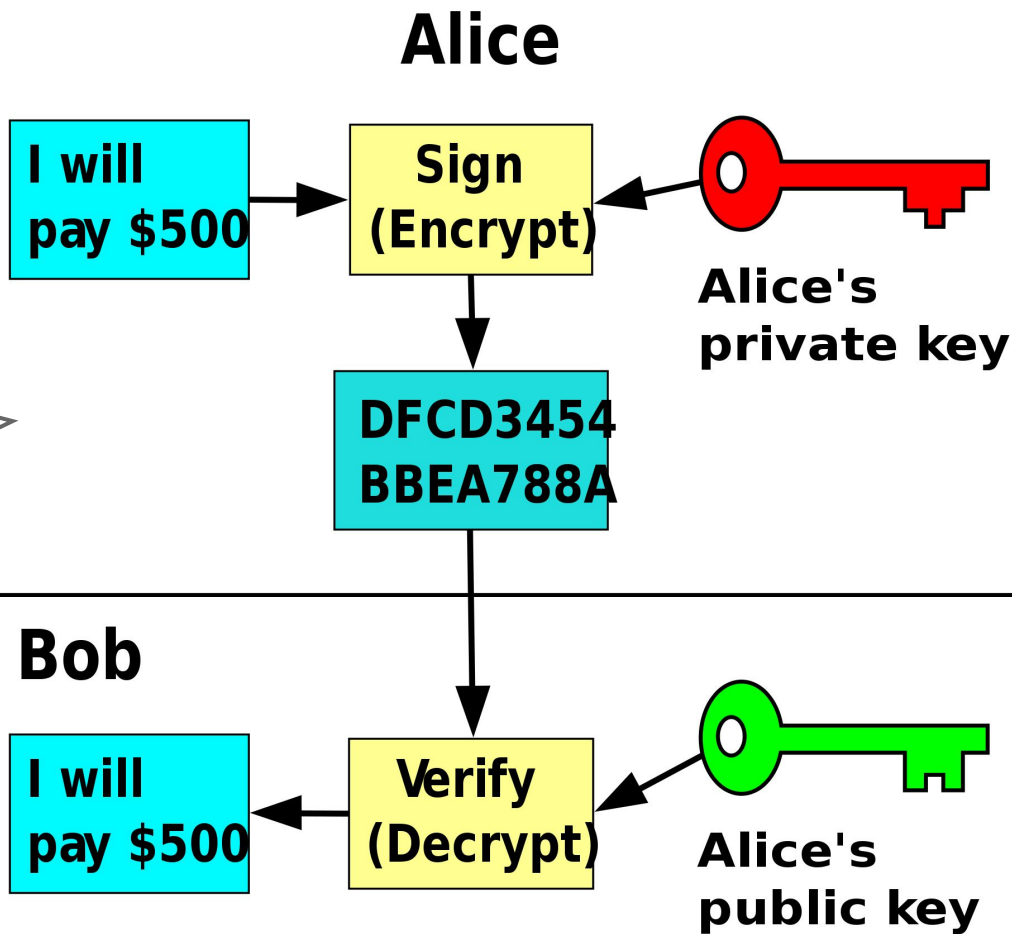 Alice
I will
pay $500
Sign
(Encrypt)
Alice's
private key
DFCD3454
BBEA788A
Bob
I will
pay $500
Verify
(Decrypt)
Alice's
public key